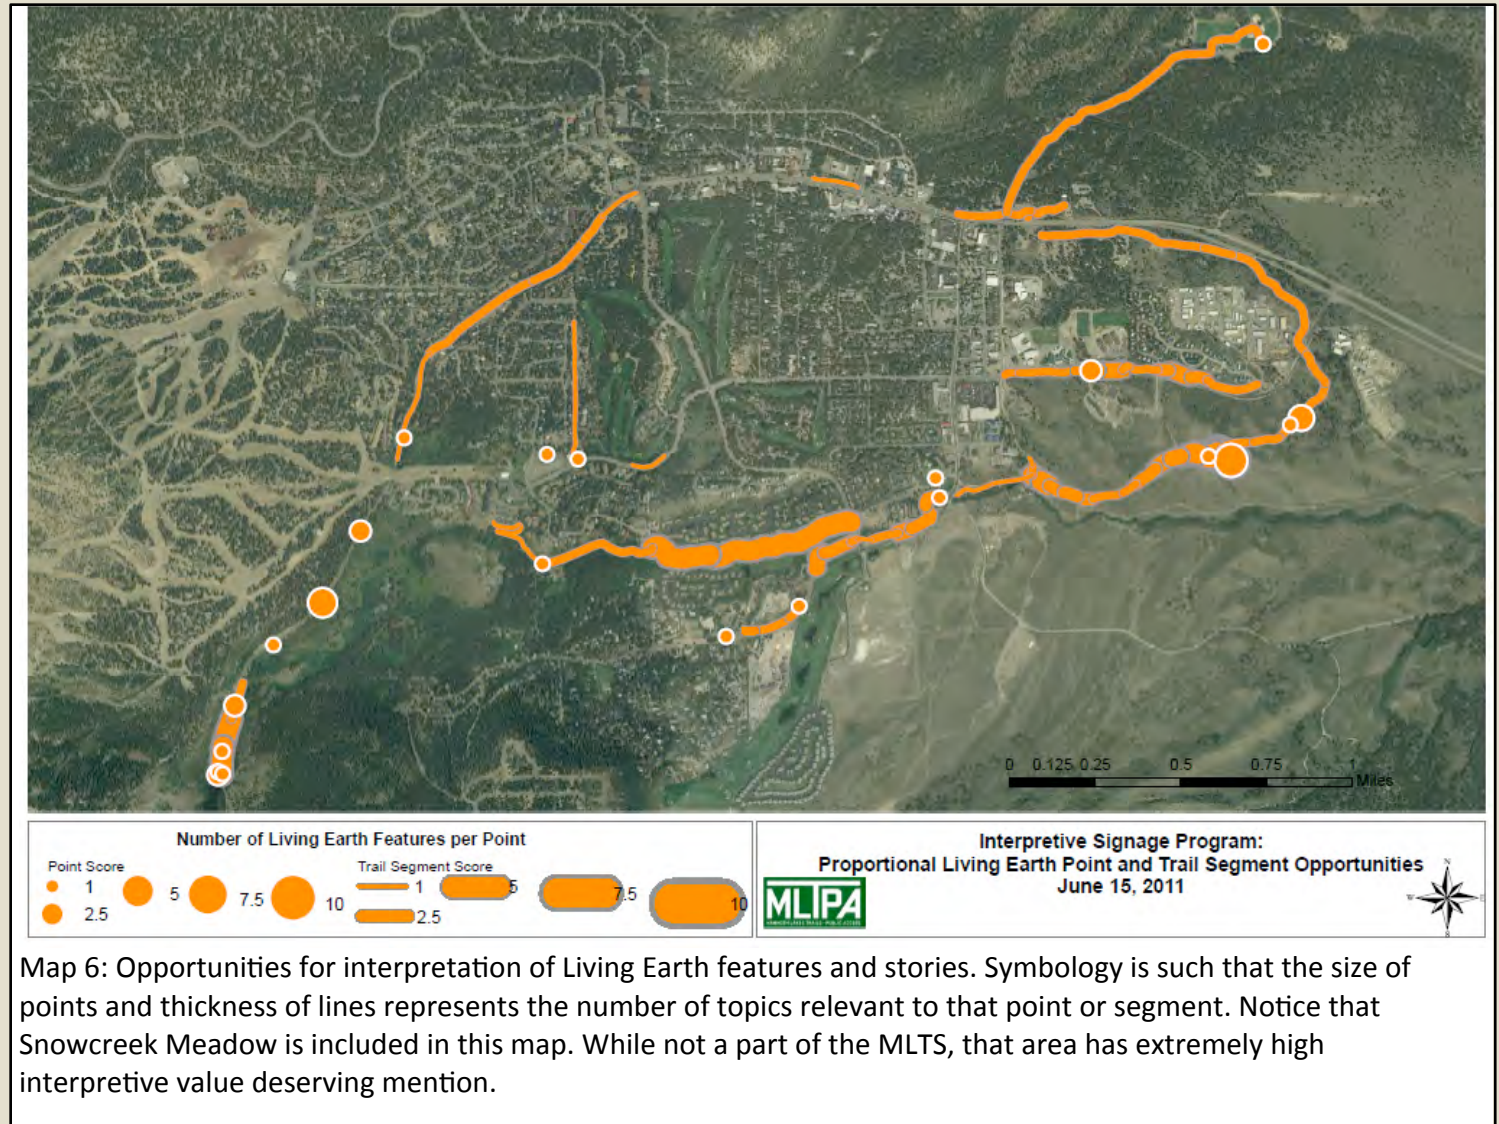 0 0.125 0.25 0.5 0.75 1
Miles
Number of Living Earth Features per Point
Point Score
1
2.5
5
7.5
10
Trail Segment Score
1
2.5
5
7.5
10
Interpretive Signage Program:
Proportional Living Earth Point and Trail Segment Opportunities
June 15, 2011
MLTPA
N
W
E
S
Map 6: Opportunities for interpretation of Living Earth features and stories. Symbology is such that the size of
points and thickness of lines represents the number of topics relevant to that point or segment. Notice that
Snowcreek Meadow is included in this map. While not a part of the MLTS, that area has extremely high
interpretive value deserving mention.